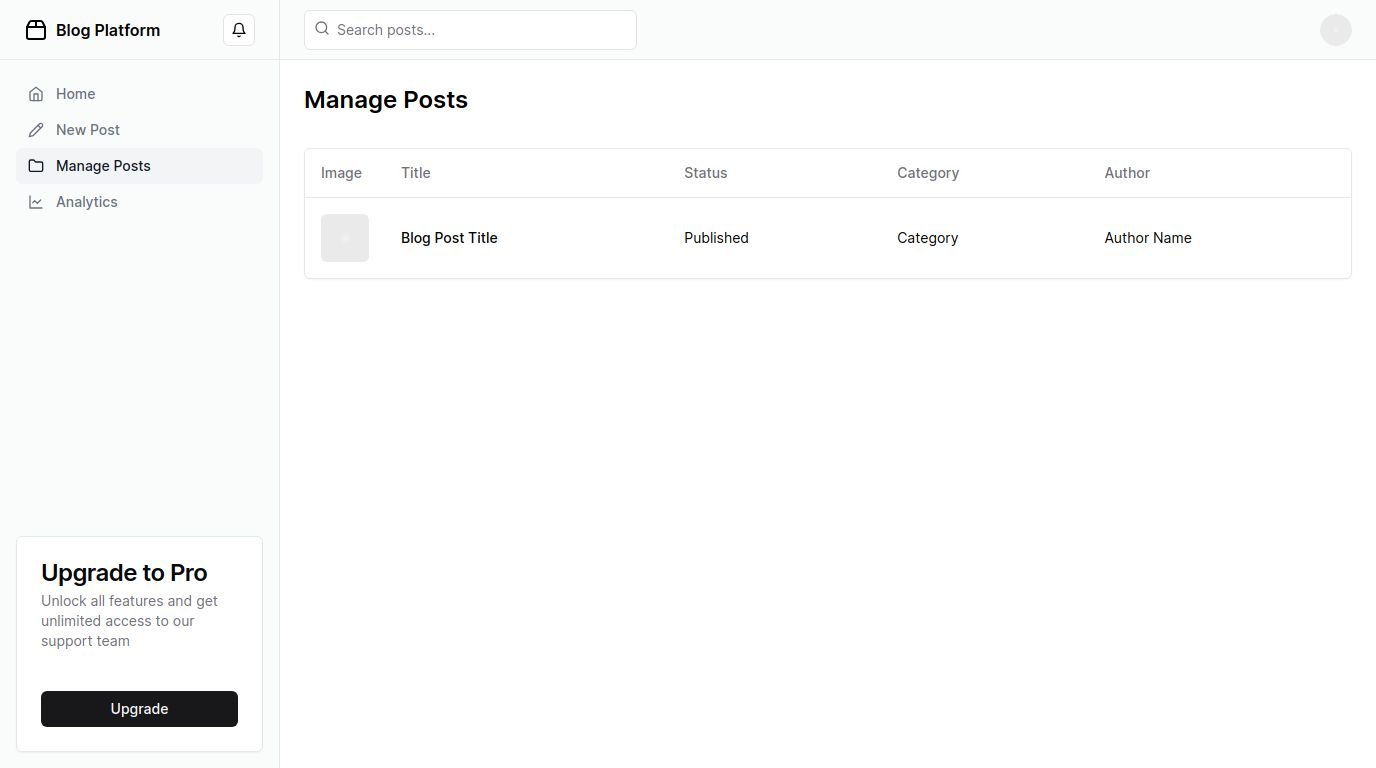 Blog Platform
Search posts...
Home
New Post
Manage Posts
Analytics
Manage Posts
Image Title Status Category Author
Blog Post Title Published Category Author Name
Upgrade to Pro
Unlock all features and get
unlimited access to our
support team
Upgrade